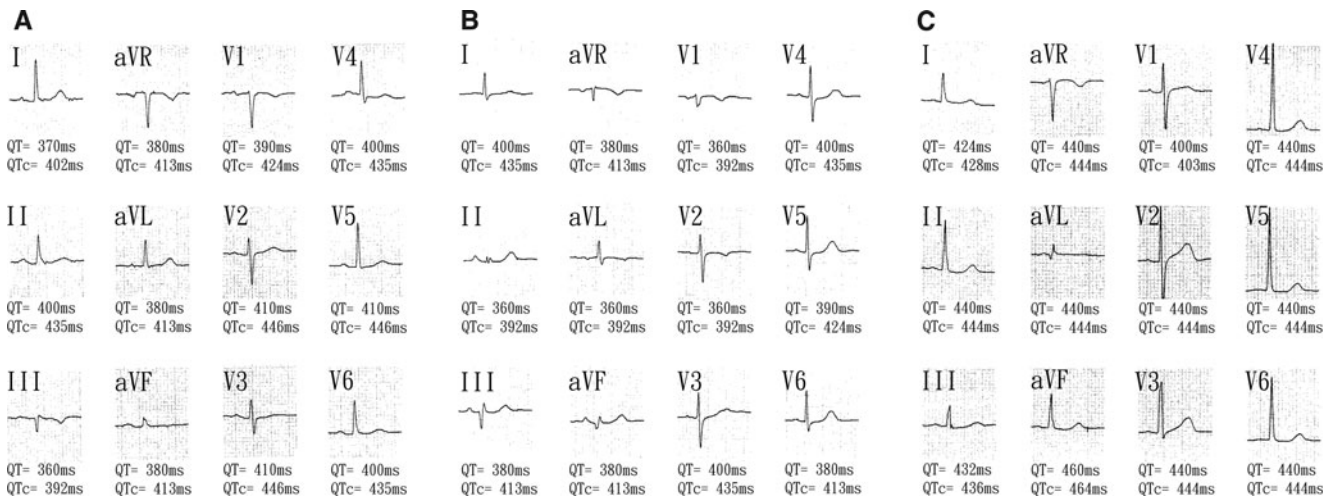 A
I
aVR
V1
V4
QT= 370ms
QTc= 402ms
QT= 380ms
QTc= 413ms
QT= 390ms
QTc= 424ms
QT= 400ms
QTc= 435ms
II
aVL
V2
V5
QT= 400ms
QTc= 435ms
QT= 380ms
QTc= 413ms
QT= 410ms
QTc= 446ms
QT= 410ms
QTc= 446ms
III
aVF
V3
V6
QT= 360ms
QTc= 392ms
QT= 380ms
QTc= 413ms
QT= 410ms
QTc= 446ms
QT= 400ms
QTc= 435ms
B
I
aVR
V1
V4
QT= 400ms
QTc= 435ms
QT= 380ms
QTc= 413ms
QT= 360ms
QTc= 392ms
QT= 400ms
QTc= 435ms
II
aVL
V2
V5
QT= 360ms
QTc= 392ms
QT= 360ms
QTc= 392ms
QT= 360ms
QTc= 392ms
QT= 390ms
QTc= 424ms
III
aVF
V3
V6
QT= 380ms
QTc= 413ms
QT= 380ms
QTc= 413ms
QT= 400ms
QTc= 435ms
QT= 380ms
QTc= 413ms
C
I
aVR
V1
V4
QT= 424ms
QTc= 428ms
QT= 440ms
QTc= 444ms
QT= 400ms
QTc= 403ms
QT= 440ms
QTc= 444ms
II
aVL
V2
V5
QT= 440ms
QTc= 444ms
QT= 440ms
QTc= 444ms
QT= 440ms
QTc= 444ms
QT= 440ms
QTc= 444ms
III
aVF
V3
V6
QT= 432ms
QTc= 436ms
QT= 460ms
QTc= 464ms
QT= 440ms
QTc= 444ms
QT= 440ms
QTc= 444ms